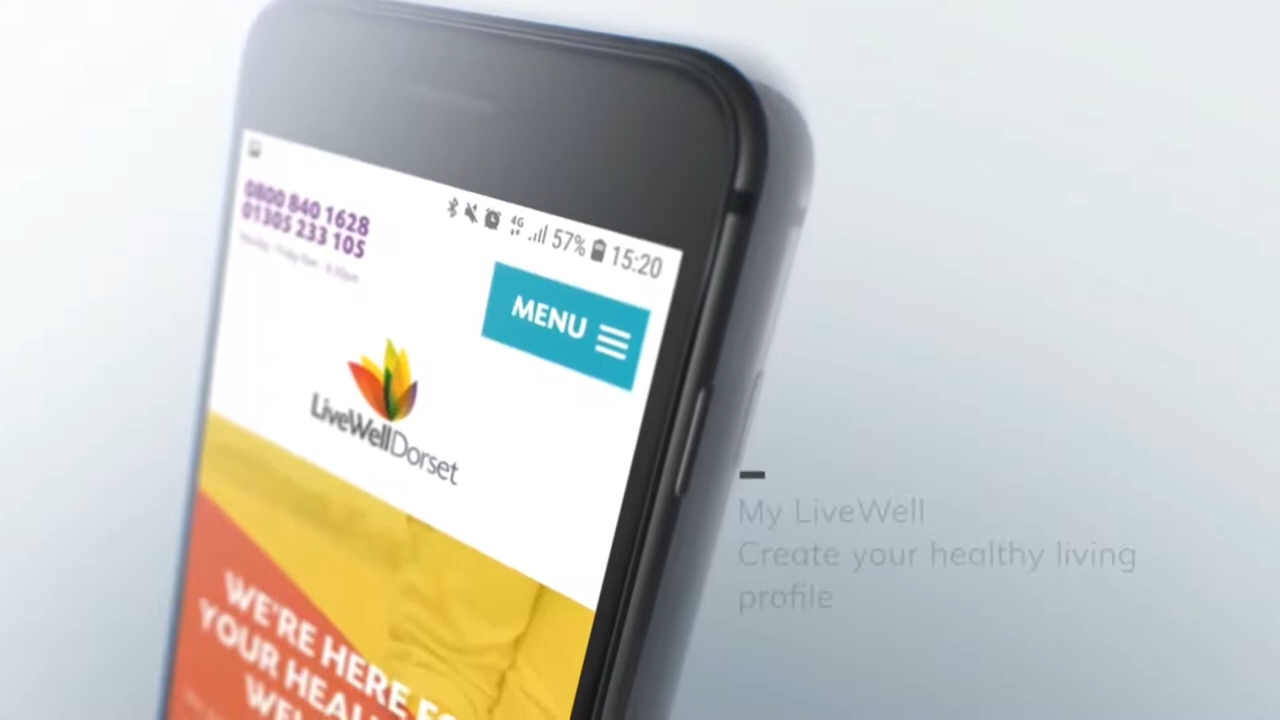 0800 840 1628
01305 233 105
4G 57% 15:20
MENU
LiveWellDorset
WE'RE HERE
YOUR
My LiveWell
Create your healthy living
profile